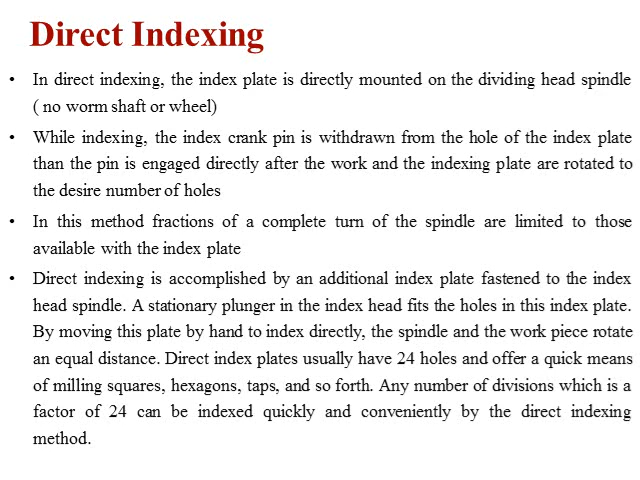 Direct Indexing
• In direct indexing, the index plate is directly mounted on the dividing head spindle
( no worm shaft or wheel)
• While indexing, the index crank pin is withdrawn from the hole of the index plate
than the pin is engaged directly after the work and the indexing plate are rotated to
the desire number of holes
• In this method fractions of a complete turn of the spindle are limited to those
available with the index plate
• Direct indexing is accomplished by an additional index plate fastened to the index
head spindle. A stationary plunger in the index head fits the holes in this index plate.
By moving this plate by hand to index directly, the spindle and the work piece rotate
an equal distance. Direct index plates usually have 24 holes and offer a quick means
of milling squares, hexagons, taps, and so forth. Any number of divisions which is a
factor of 24 can be indexed quickly and conveniently by the direct indexing
method.